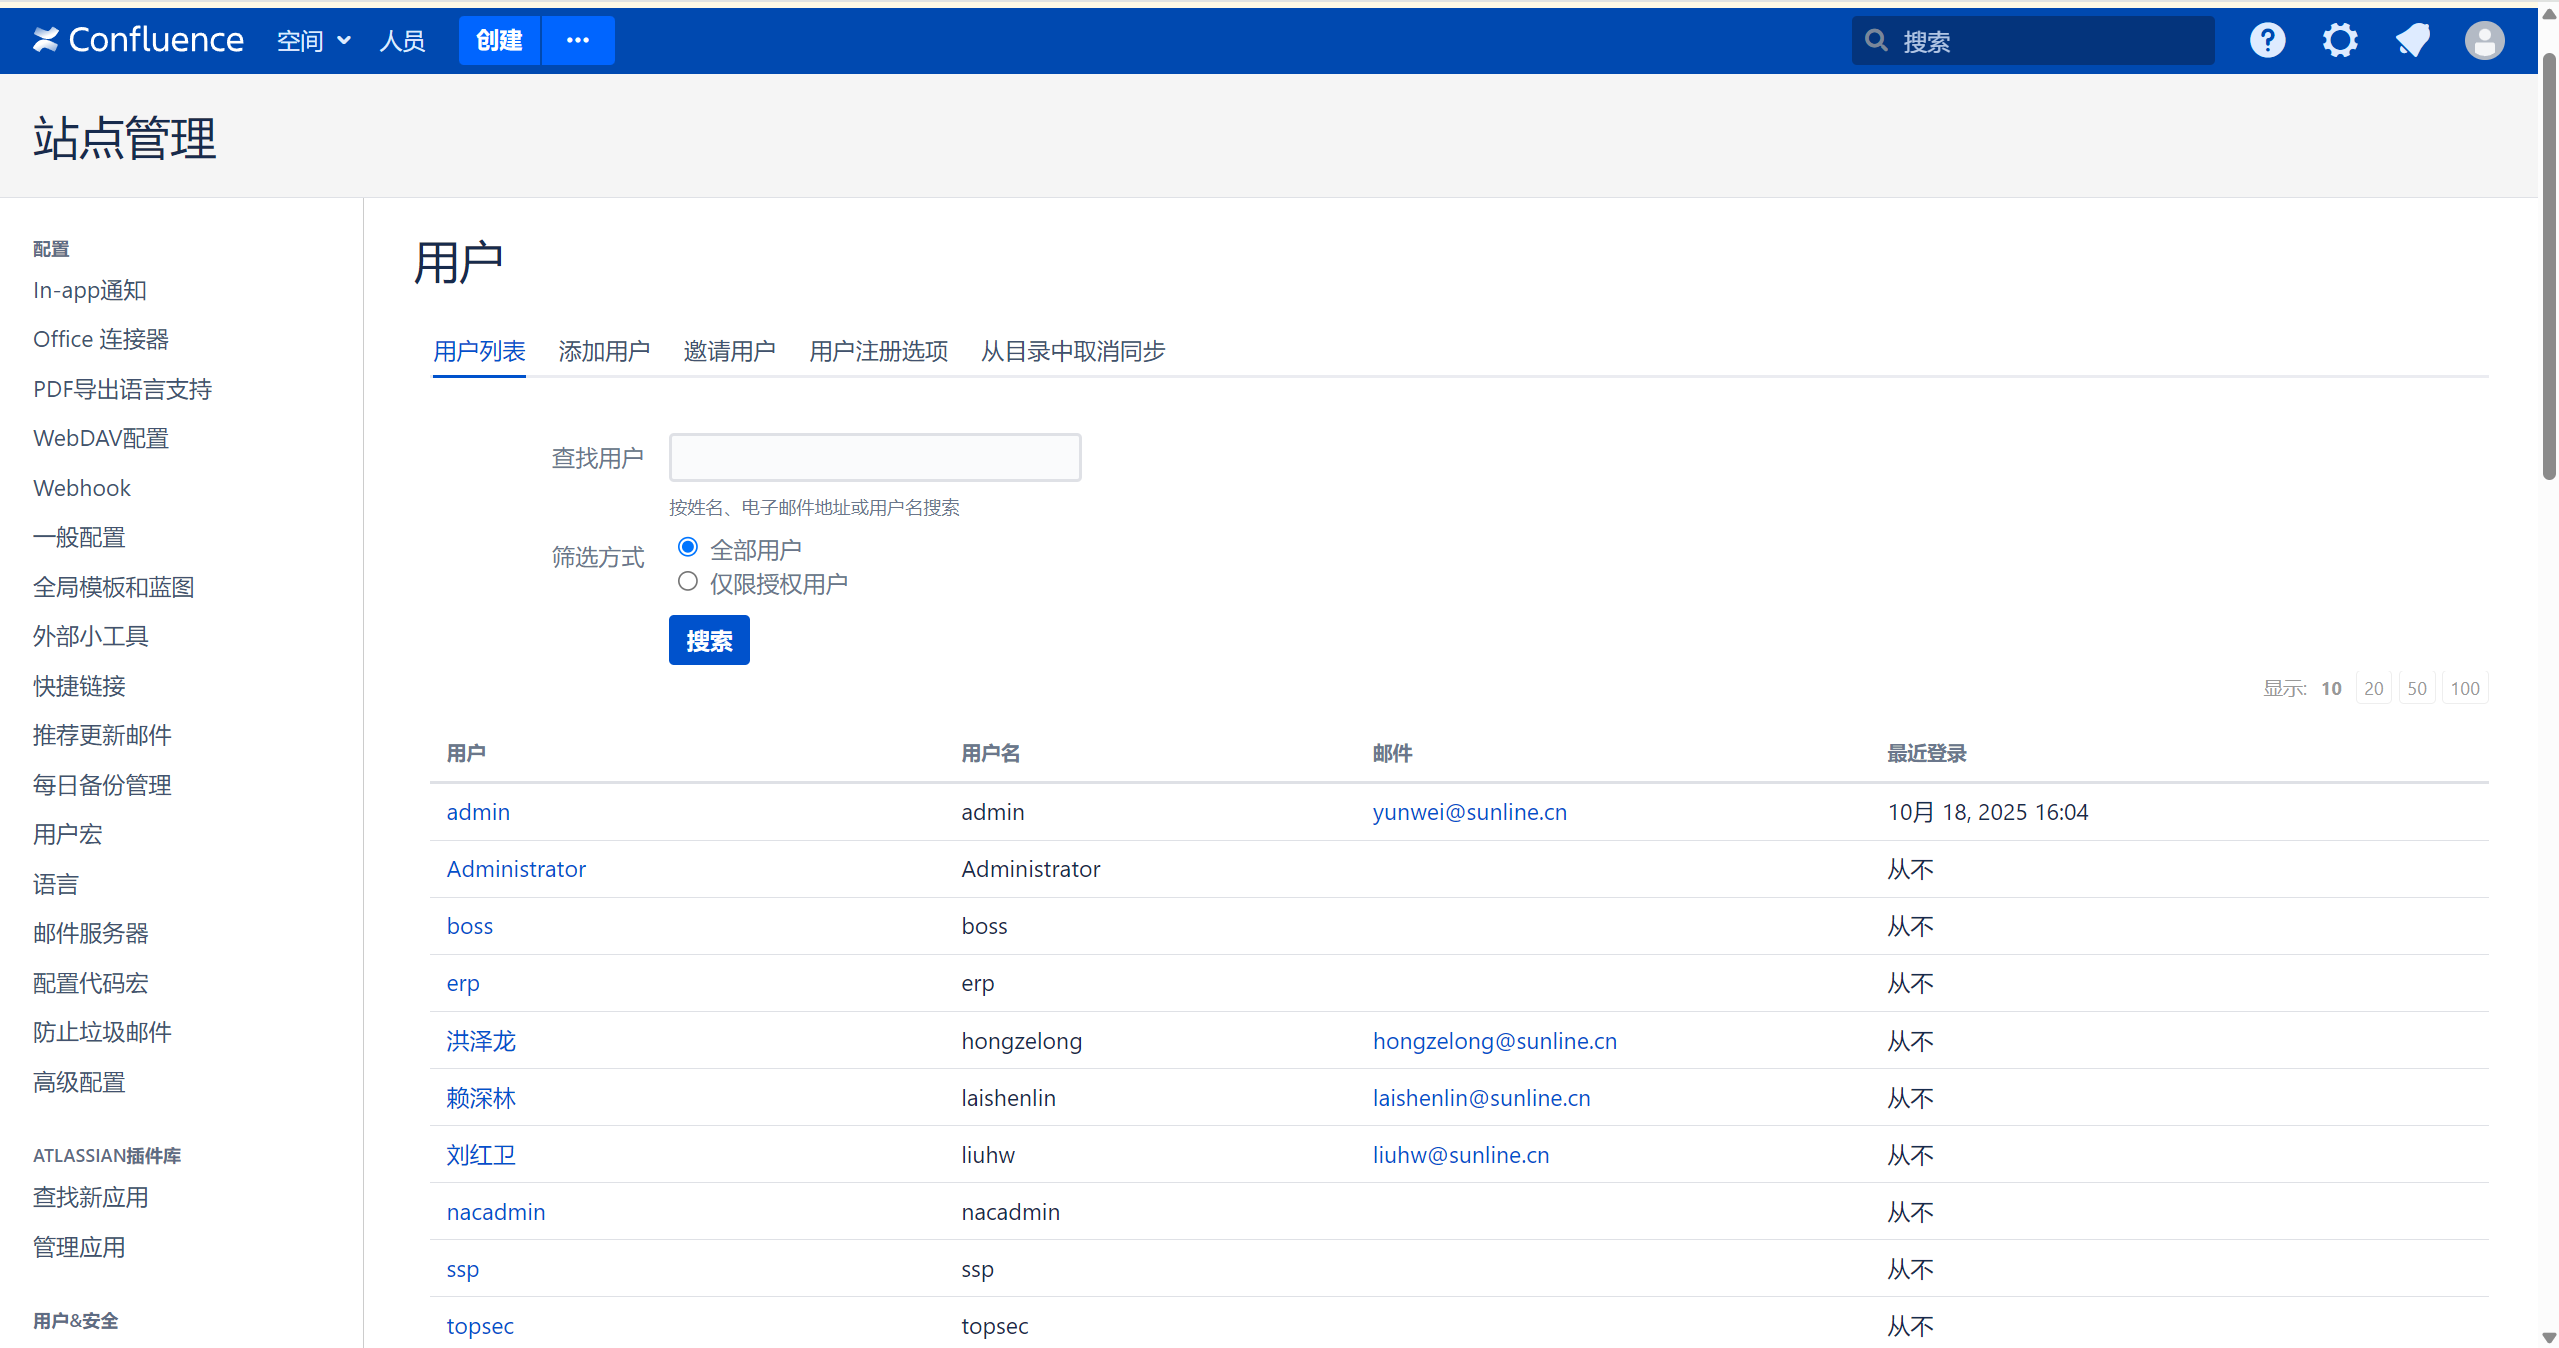 Confluence 空间 人员 创建 ••• 搜索
站点管理
配置
In-app通知
Office 连接器
PDF导出语言支持
WebDAV配置
Webhook
一般配置
全局模板和蓝图
外部小工具
快捷链接
推荐更新邮件
每日备份管理
用户宏
语言
邮件服务器
配置代码宏
防止垃圾邮件
高级配置
ATLASSIAN插件库
查找新应用
管理应用
用户&安全
用户
用户列表 添加用户 邀请用户 用户注册选项 从目录中取消同步
查找用户
按姓名、电子邮件地址或用户名搜索
筛选方式 全部用户
仅限授权用户
搜索
显示: 10 20 50 100
用户 用户名 邮件 最近登录
admin admin yunwei@sunline.cn 10月 18, 2025 16:04
Administrator Administrator 从不
boss boss 从不
erp erp 从不
洪泽龙 hongzelong hongzelong@sunline.cn 从不
赖深林 laishenlin laishenlin@sunline.cn 从不
刘红卫 liuhw liuhw@sunline.cn 从不
nacadmin nacadmin 从不
ssp ssp 从不
topsec topsec 从不